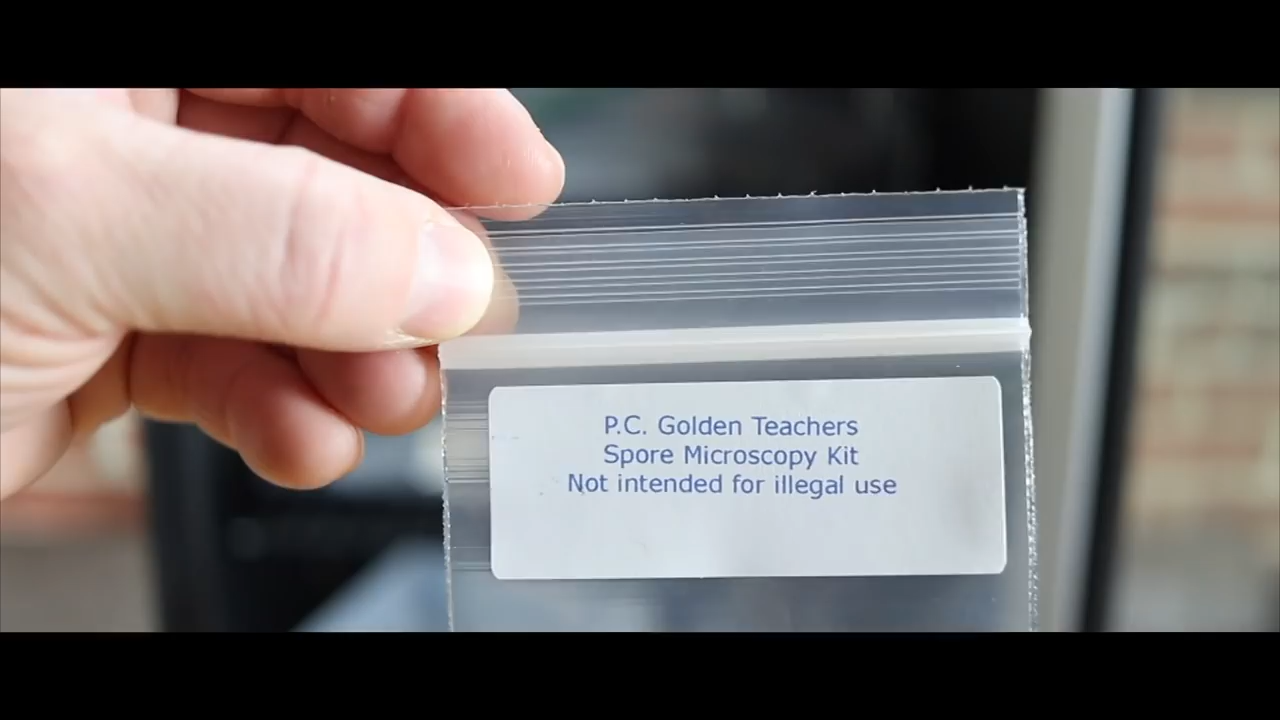 P.C. Golden Teachers
Spore Microscopy Kit
Not intended for illegal use